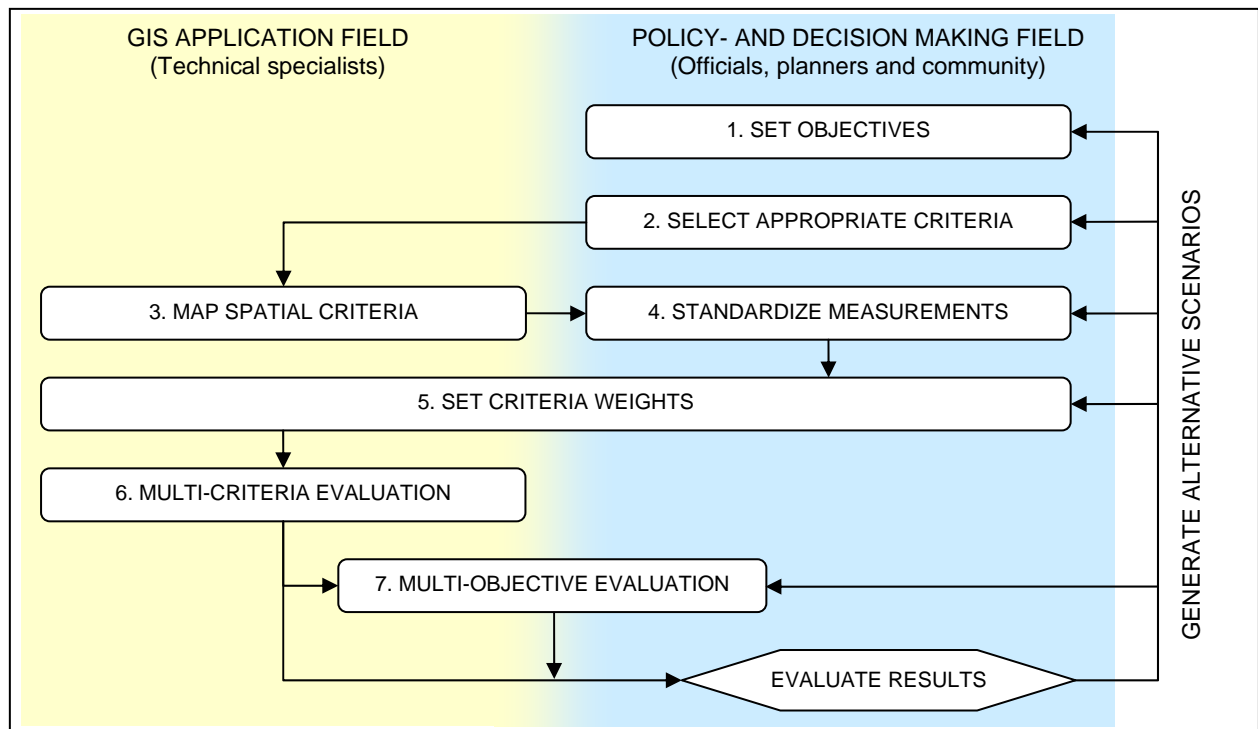 GIS APPLICATION FIELD
(Technical specialists)
POLICY- AND DECISION MAKING FIELD
(Officials, planners and community)
1. SET OBJECTIVES
2. SELECT APPROPRIATE CRITERIA
3. MAP SPATIAL CRITERIA
4. STANDARDIZE MEASUREMENTS
5. SET CRITERIA WEIGHTS
6. MULTI-CRITERIA EVALUATION
7. MULTI-OBJECTIVE EVALUATION
EVALUATE RESULTS
GENERATE ALTERNATIVE SCENARIOS